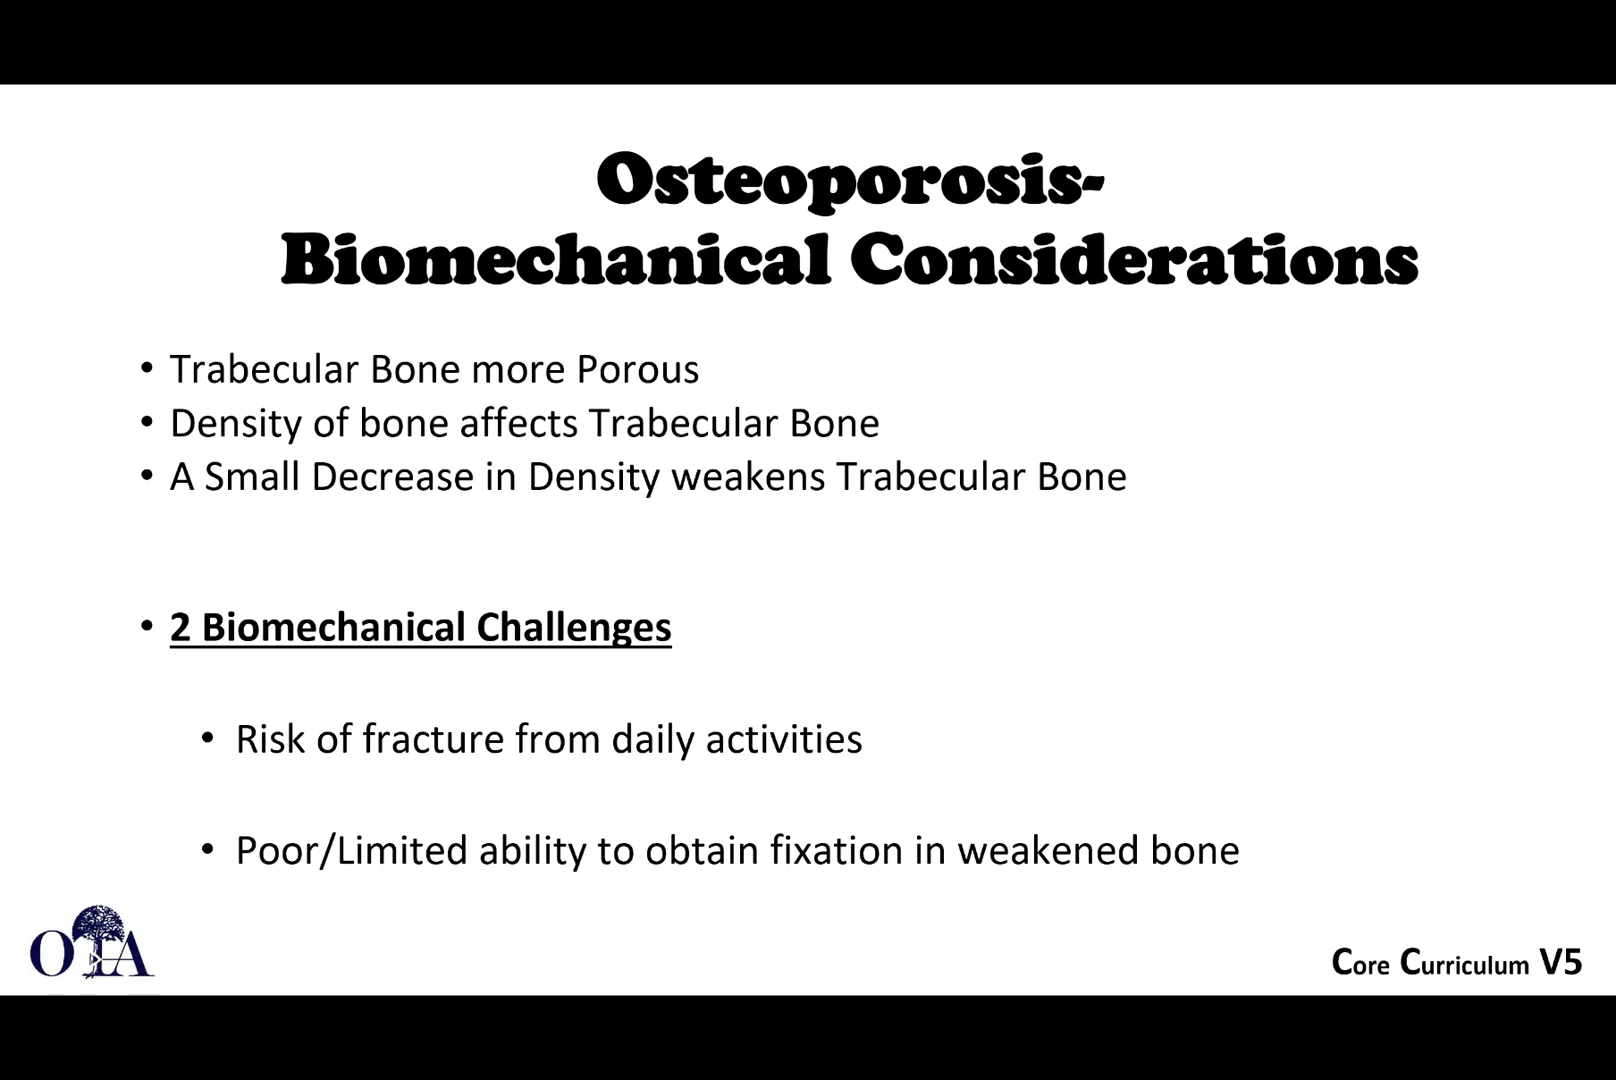 Osteoporosis-
Biomechanical Considerations
• Trabecular Bone more Porous
• Density of bone affects Trabecular Bone
• A Small Decrease in Density weakens Trabecular Bone
• 2 Biomechanical Challenges
• Risk of fracture from daily activities
• Poor/Limited ability to obtain fixation in weakened bone
OTA
Core Curriculum V5